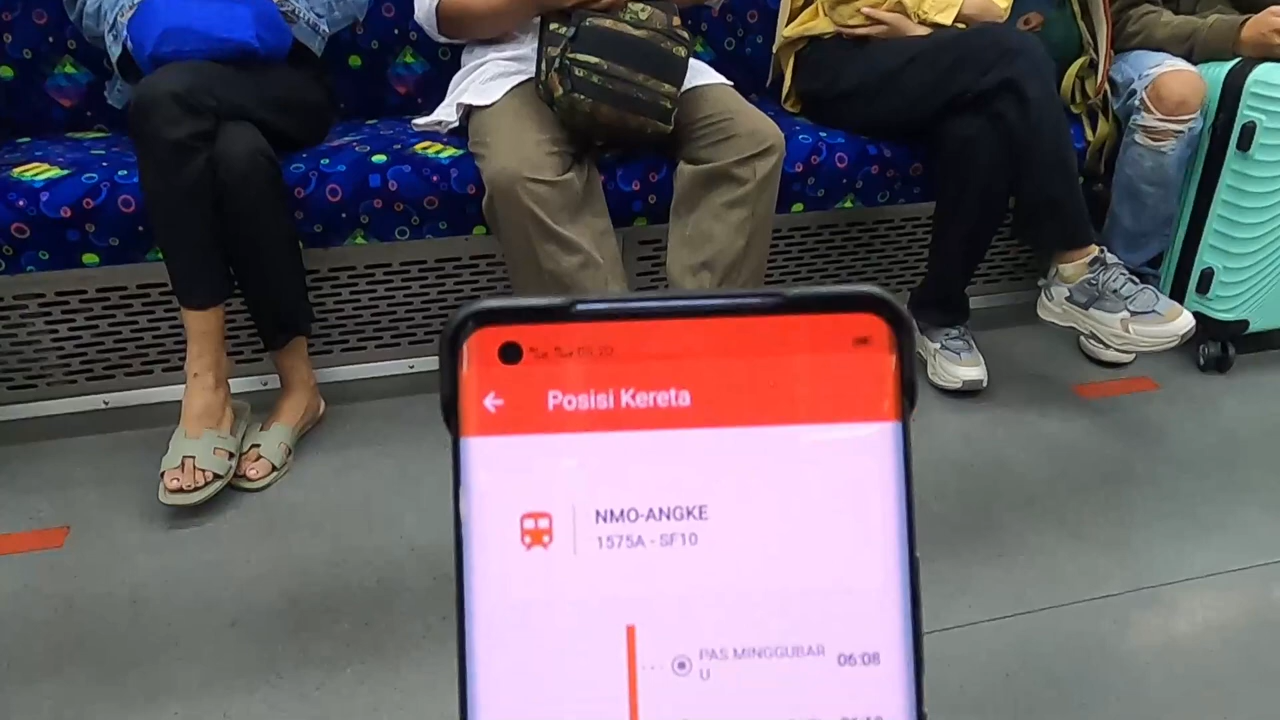 Posisi Kereta
NMO-ANGKE
1575A - SF10
PAS MINGGUBAR 06:08
U